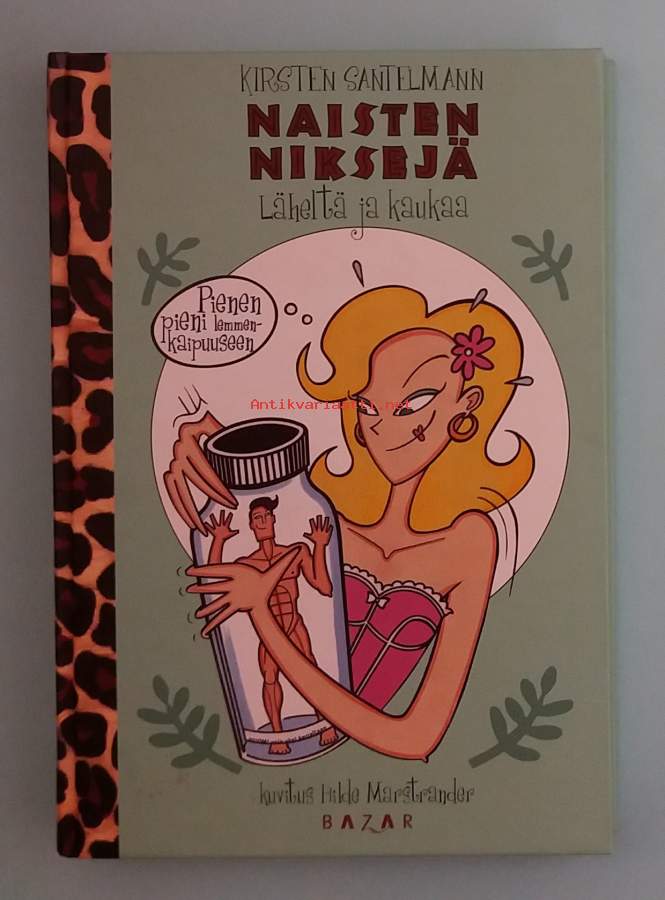 KIRSTEN SANTELMANN
NAISTEN
NIKSEJÄ
Läheltä ja kaukaa
Pienen
pieni lemmen-
kaipuuseen
Antikvariaatti.net
kuvitus Hilde Marstrander
BAZAR